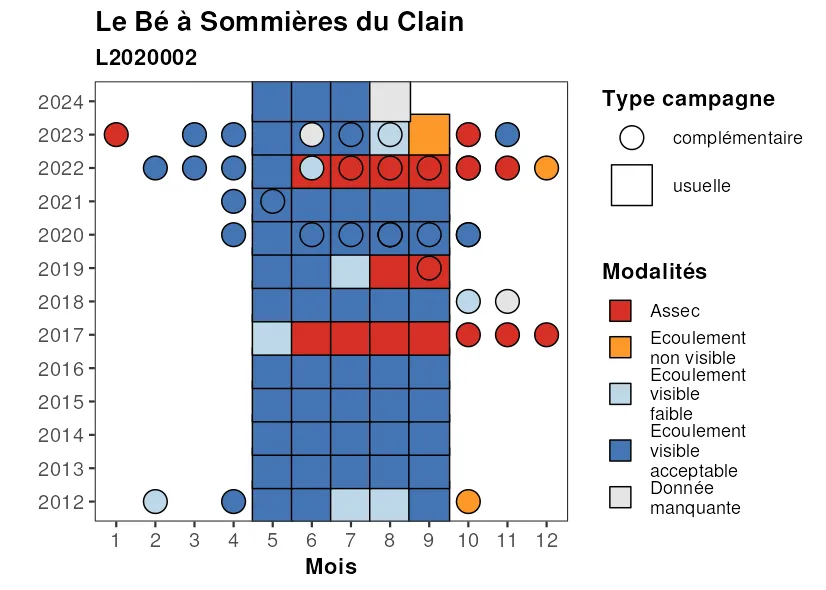 Le Bé à Sommières du Clain
L2020002
2024
2023
2022
2021
2020
2019
2018
2017
2016
2015
2014
2013
2012
1 2 3 4 5 6 7 8 9 10 11 12
Mois
Type campagne
complémentaire
usuelle
Modalités
Assec
Ecoulement
non visible
Ecoulement
visible
faible
Ecoulement
visible
acceptable
Donnée
manquante